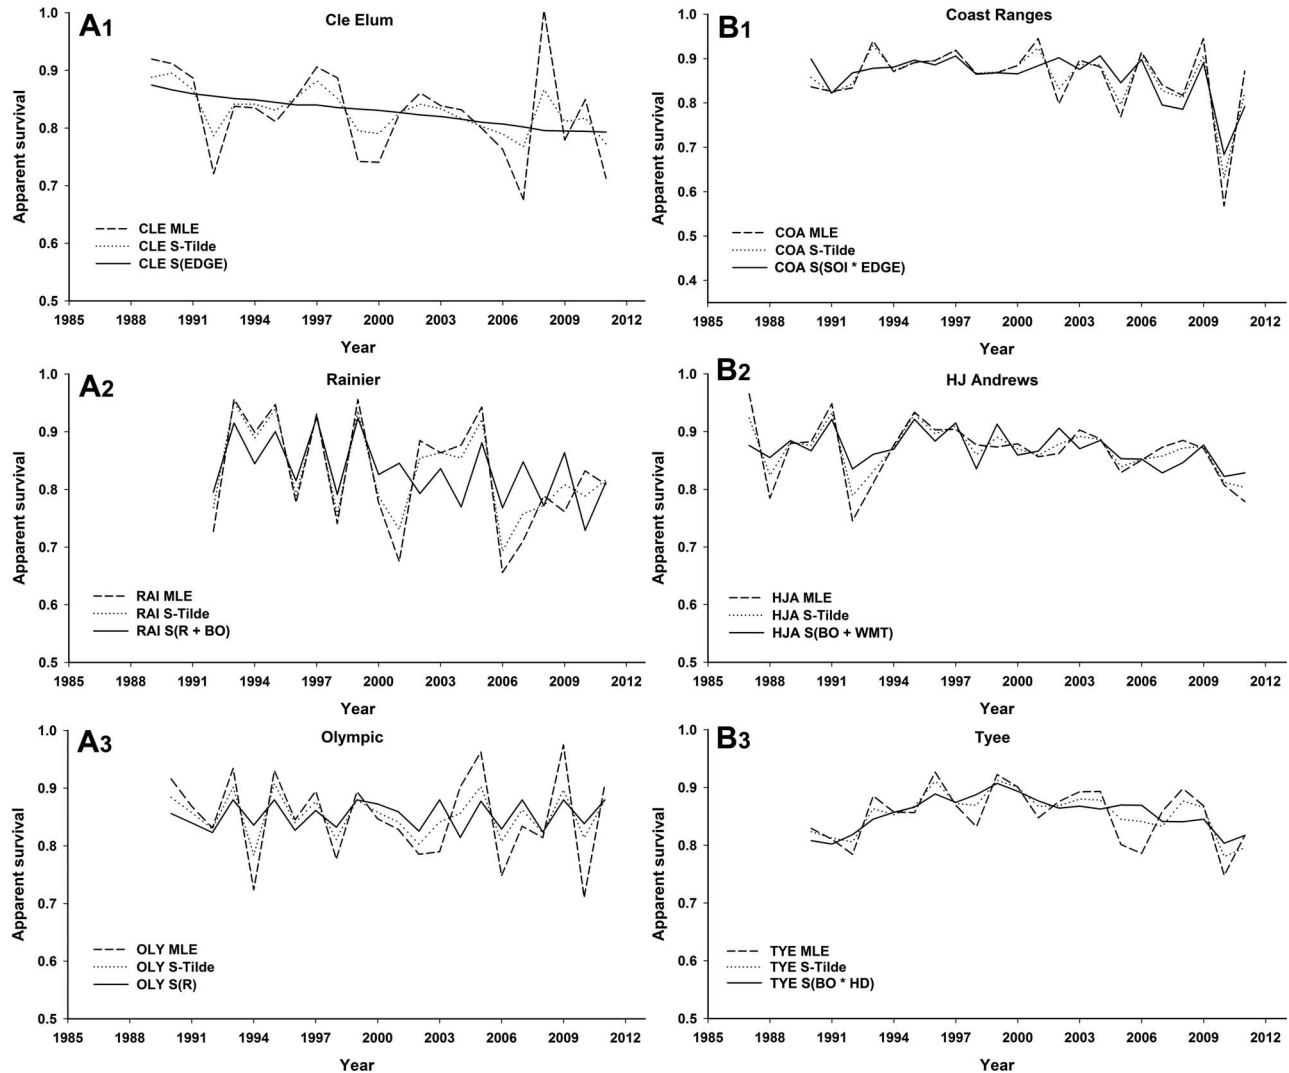 A1
Cle Elum
1.0
0.9
0.8
0.7
0.6
0.5
Apparent survival
CLE MLE
CLE S-Tilde
CLE S(EDGE)
1985 1988 1991 1994 1997 2000 2003 2006 2009 2012
Year
B1
Coast Ranges
1.0
0.9
0.8
0.7
0.6
0.5
0.4
Apparent survival
COA MLE
COA S-Tilde
COA S(SOI * EDGE)
1985 1988 1991 1994 1997 2000 2003 2006 2009 2012
Year
A2
Rainier
1.0
0.9
0.8
0.7
0.6
0.5
Apparent survival
RAI MLE
RAI S-Tilde
RAI S(R + BO)
1985 1988 1991 1994 1997 2000 2003 2006 2009 2012
Year
B2
HJ Andrews
1.0
0.9
0.8
0.7
0.6
0.5
Apparent survival
HJA MLE
HJA S-Tilde
HJA S(BO + WMT)
1985 1988 1991 1994 1997 2000 2003 2006 2009 2012
Year
A3
Olympic
1.0
0.9
0.8
0.7
0.6
0.5
Apparent survival
OLY MLE
OLY S-Tilde
OLY S(R)
1985 1988 1991 1994 1997 2000 2003 2006 2009 2012
Year
B3
Tyee
1.0
0.9
0.8
0.7
0.6
0.5
Apparent survival
TYE MLE
TYE S-Tilde
TYE S(BO * HD)
1985 1988 1991 1994 1997 2000 2003 2006 2009 2012
Year